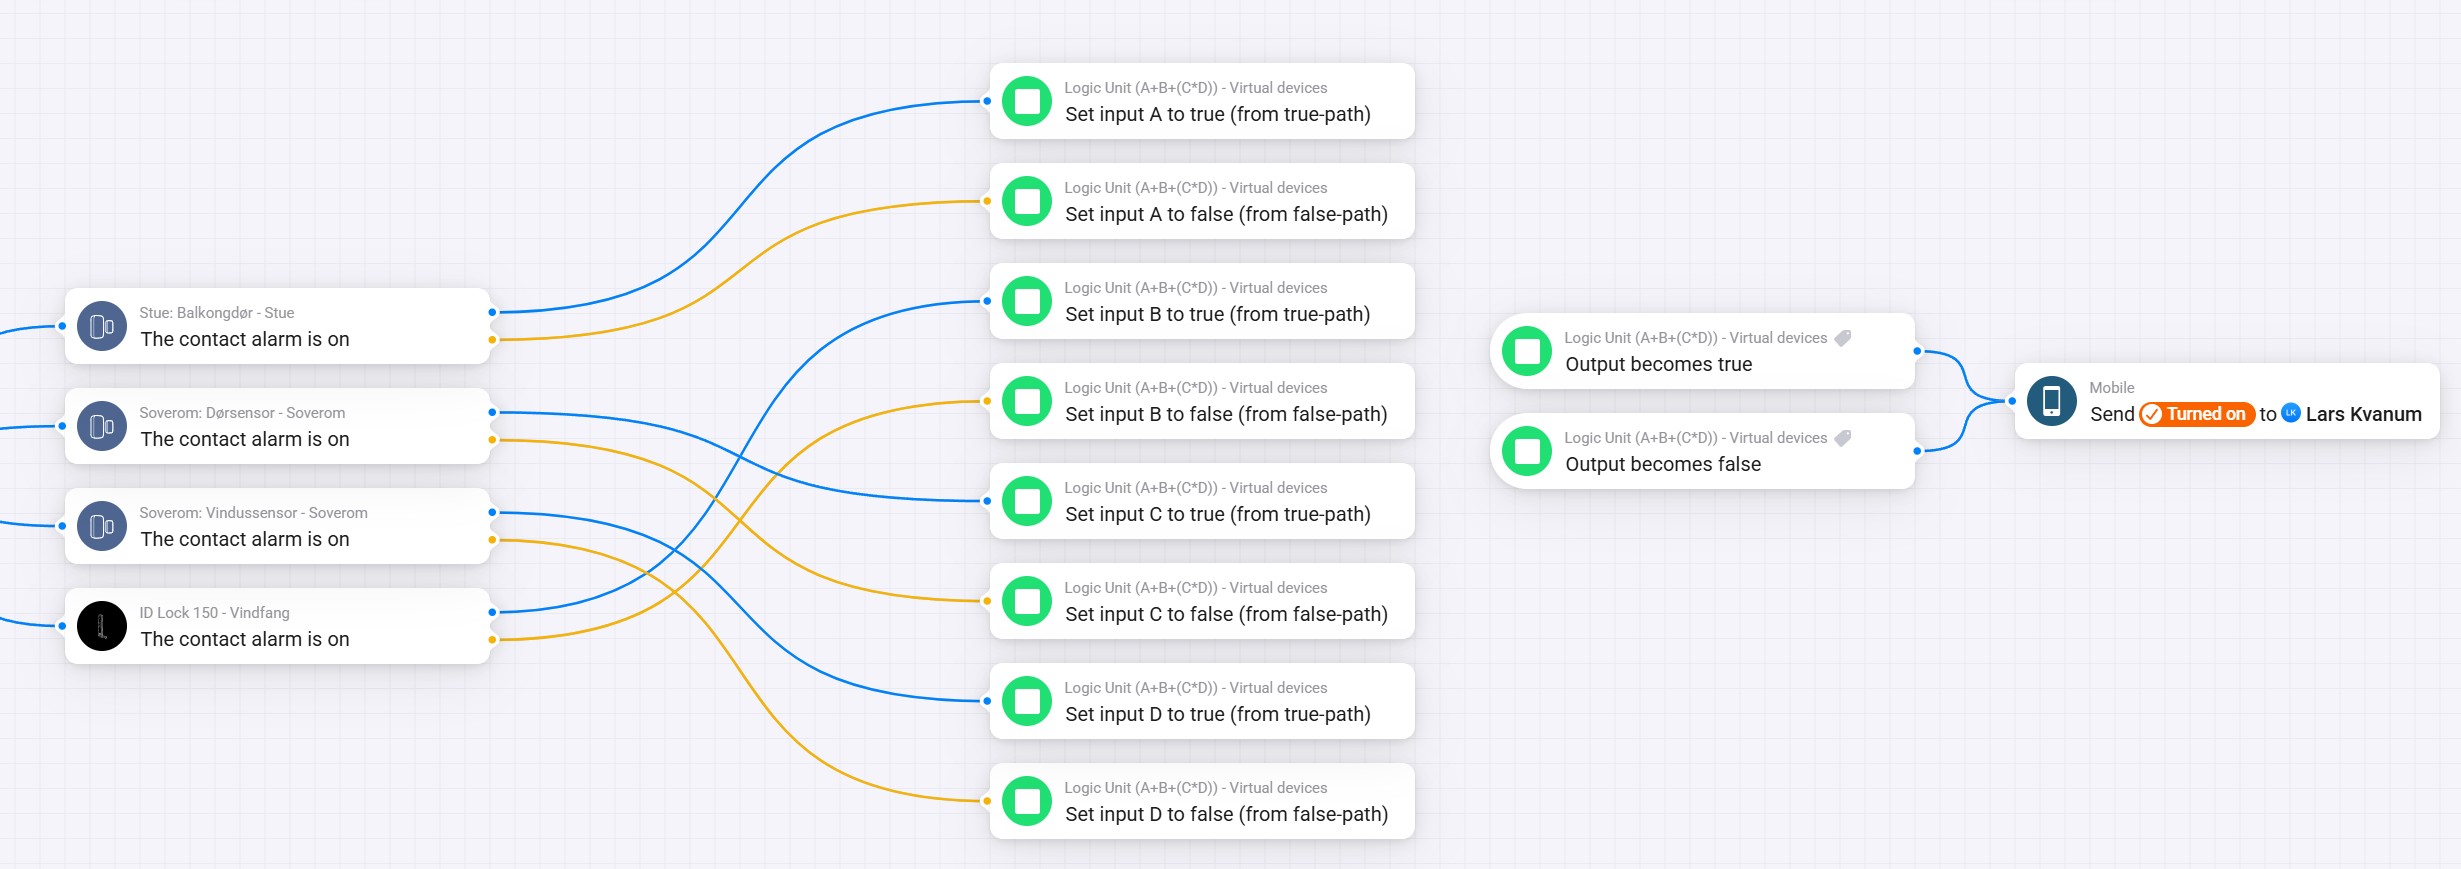 Stue: Balkongdør - Stue
The contact alarm is on
Soverom: Dørsensor - Soverom
The contact alarm is on
Soverom: Vindussensor - Soverom
The contact alarm is on
ID Lock 150 - Vindfang
The contact alarm is on
Logic Unit (A+B+(C*D)) - Virtual devices
Set input A to true (from true-path)
Logic Unit (A+B+(C*D)) - Virtual devices
Set input A to false (from false-path)
Logic Unit (A+B+(C*D)) - Virtual devices
Set input B to true (from true-path)
Logic Unit (A+B+(C*D)) - Virtual devices
Set input B to false (from false-path)
Logic Unit (A+B+(C*D)) - Virtual devices
Set input C to true (from true-path)
Logic Unit (A+B+(C*D)) - Virtual devices
Set input C to false (from false-path)
Logic Unit (A+B+(C*D)) - Virtual devices
Set input D to true (from true-path)
Logic Unit (A+B+(C*D)) - Virtual devices
Set input D to false (from false-path)
Logic Unit (A+B+(C*D)) - Virtual devices
Output becomes true
Logic Unit (A+B+(C*D)) - Virtual devices
Output becomes false
Mobile
Send Turned on to LK Lars Kvanum